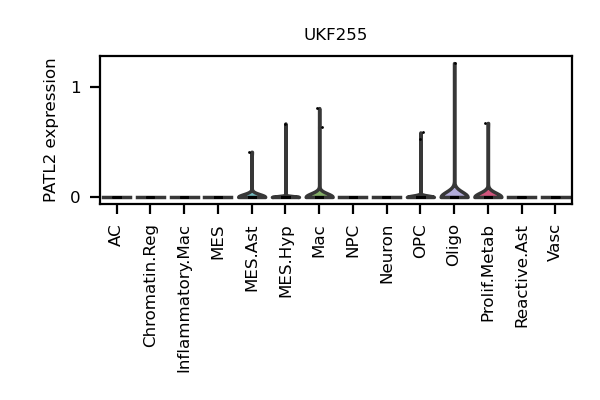 UKF255
PATL2 expression
1
0
AC
Chromatin.Reg
Inflammatory.Mac
MES
MES.Ast
MES.Hyp
Mac
NPC
Neuron
OPC
Oligo
Prolif.Metab
Reactive.Ast
Vasc